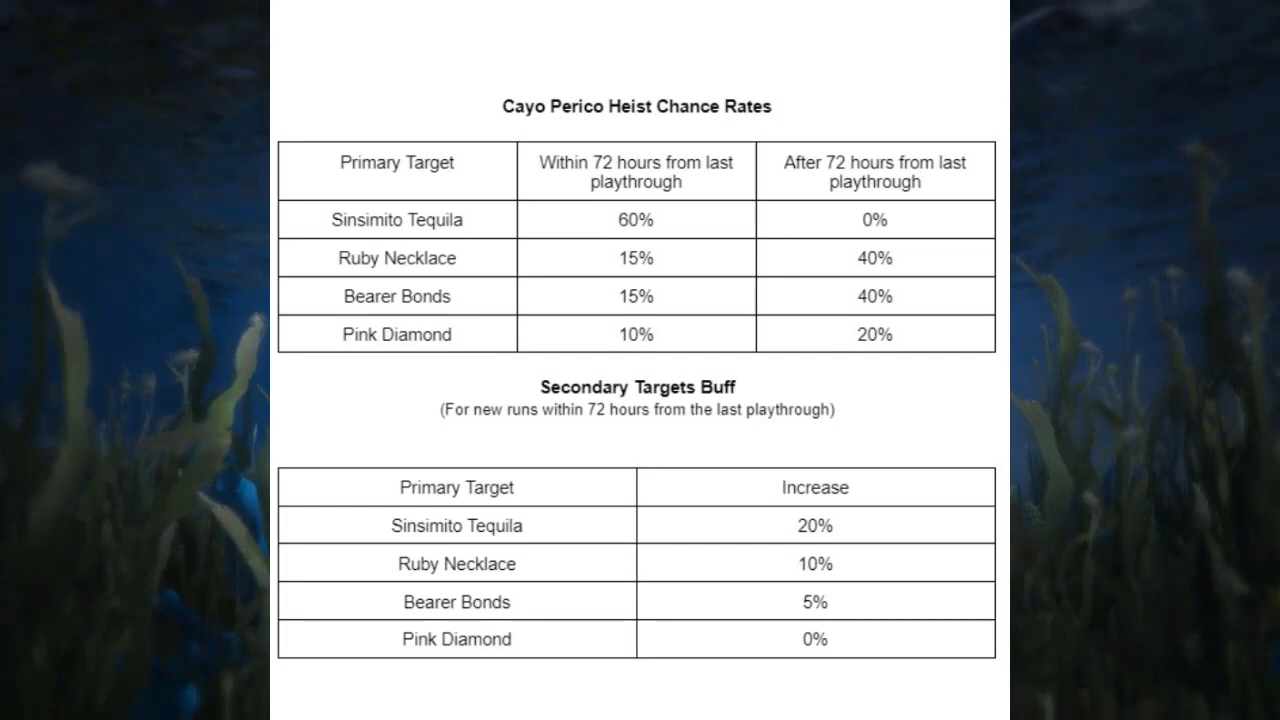 Cayo Perico Heist Chance Rates
Primary Target
Within 72 hours from last
playthrough
After 72 hours from last
playthrough
Sinsimito Tequila
60%
0%
Ruby Necklace
15%
40%
Bearer Bonds
15%
40%
Pink Diamond
10%
20%
Secondary Targets Buff
(For new runs within 72 hours from the last playthrough)
Primary Target
Increase
Sinsimito Tequila
20%
Ruby Necklace
10%
Bearer Bonds
5%
Pink Diamond
0%